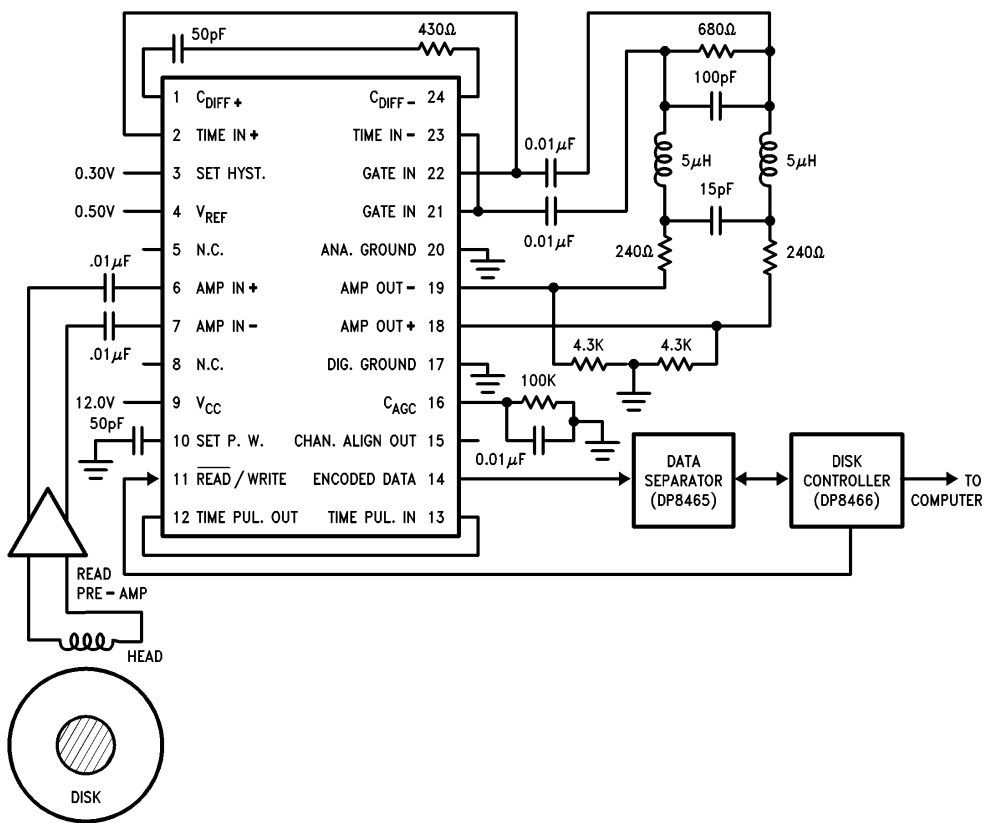 50pF
430Ω
680Ω
100pF
5μH
5μH
15pF
240Ω
240Ω
0.01μF
0.01μF
1 CDIFF+
CDIFF- 24
2 TIME IN+
TIME IN- 23
0.30V
3 SET HYST.
GATE IN 22
0.50V
4 VREF
GATE IN 21
5 N.C.
ANA. GROUND 20
.01μF
6 AMP IN+
AMP OUT- 19
7 AMP IN-
AMP OUT+ 18
.01μF
4.3K
4.3K
8 N.C.
DIG. GROUND 17
12.0V
9 VCC
CAGC 16
100K
0.01μF
50pF
10 SET P. W.
CHAN. ALIGN OUT 15
11 READ/WRITE
ENCODED DATA 14
12 TIME PUL. OUT
TIME PUL. IN 13
DATA
SEPARATOR
(DP8465)
DISK
CONTROLLER
(DP8466)
TO
COMPUTER
READ
PRE-AMP
HEAD
DISK